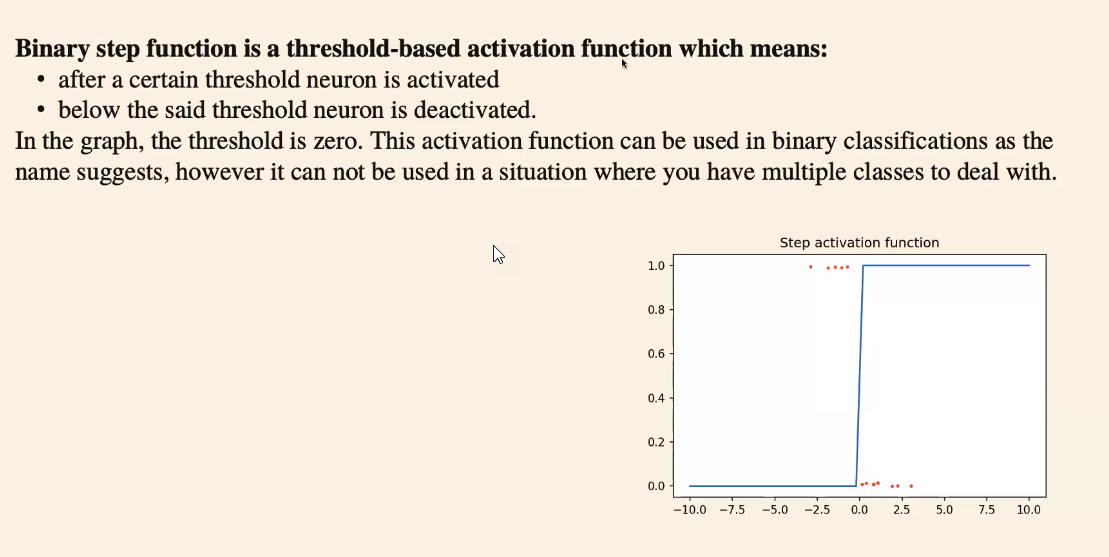 Binary step function is a threshold-based activation function which means:
• after a certain threshold neuron is activated
• below the said threshold neuron is deactivated.
In the graph, the threshold is zero. This activation function can be used in binary classifications as the
name suggests, however it can not be used in a situation where you have multiple classes to deal with.
Step activation function
1.0
0.8
0.6
0.4
0.2
0.0
−10.0 −7.5 −5.0 −2.5 0.0 2.5 5.0 7.5 10.0